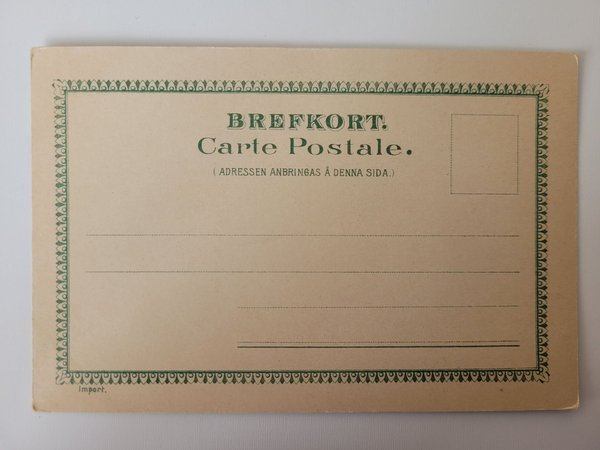 BREFKORT.
Carte Postale.
(ADRESSEN ANBRINGAS Å DENNA SIDA.)
Import.